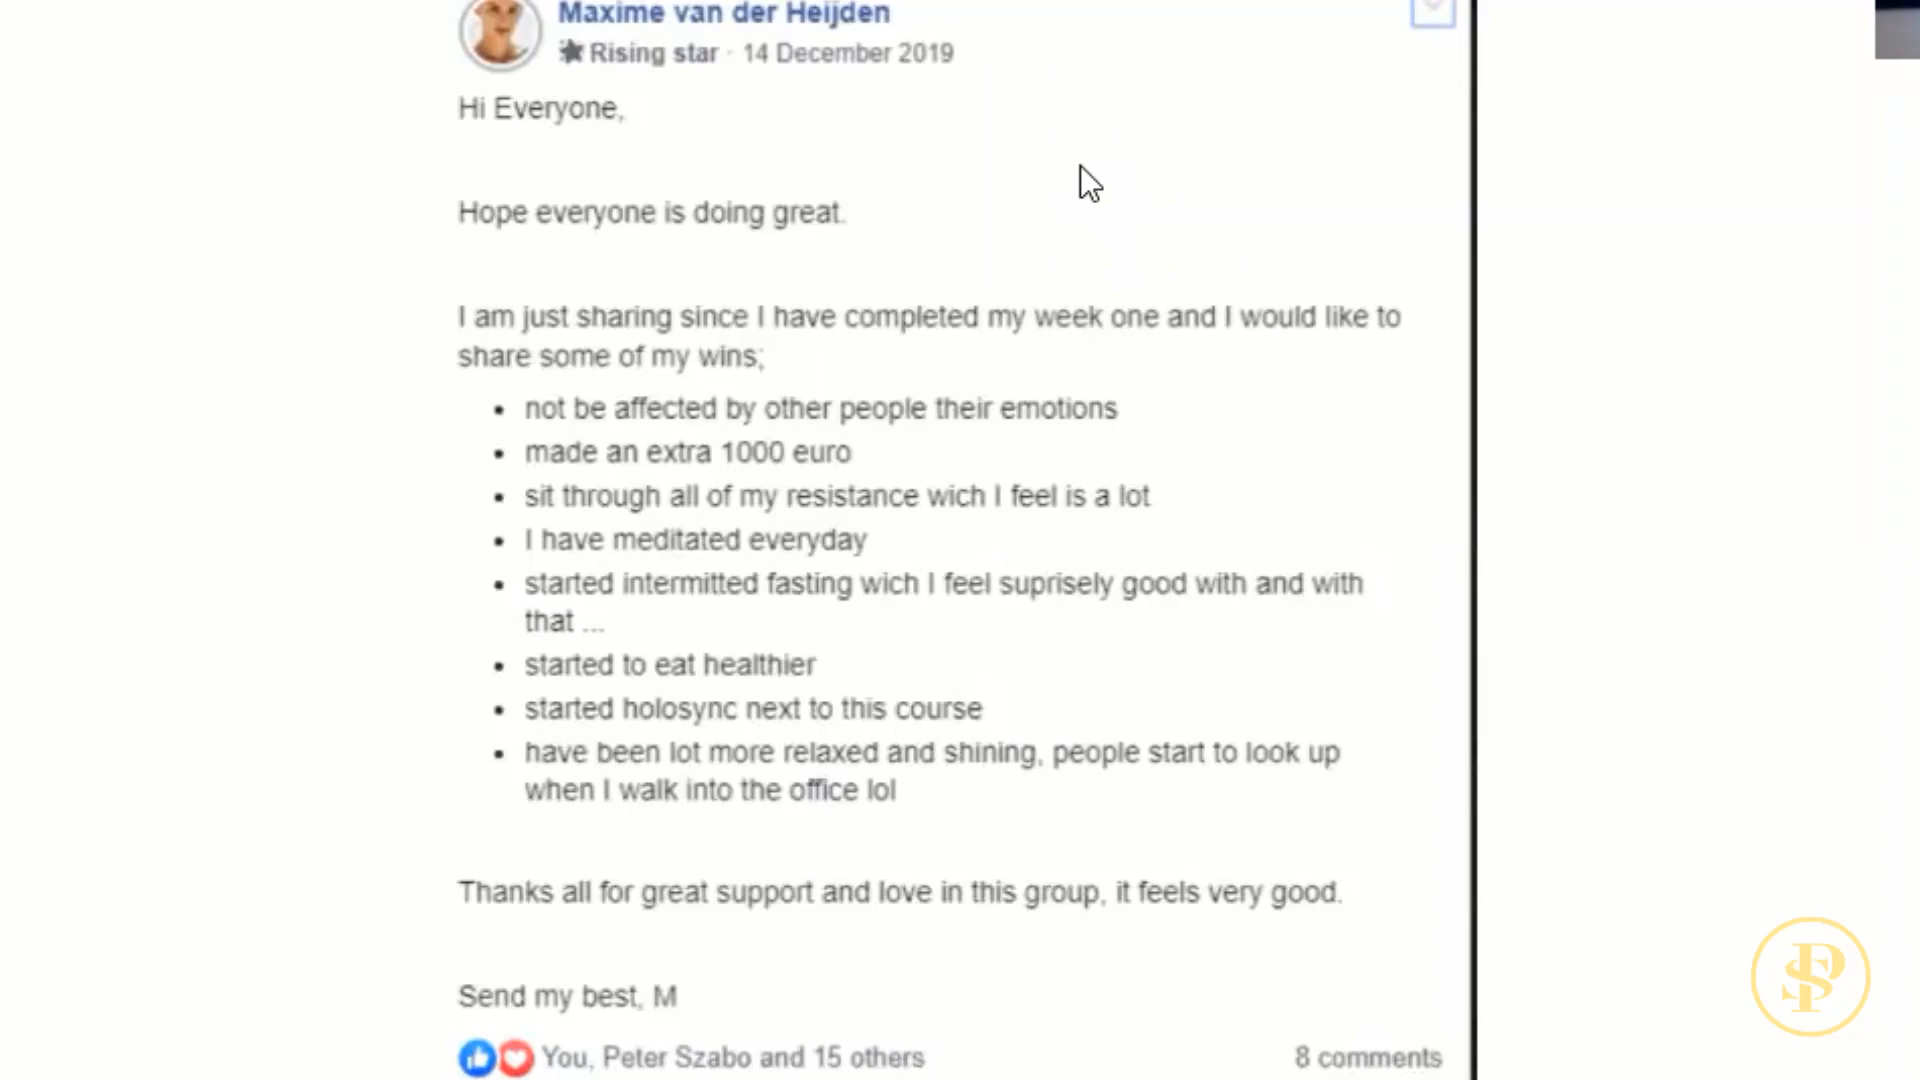 Maxime van der Heijden
Rising star · 14 December 2019
Hi Everyone,
Hope everyone is doing great.
I am just sharing since I have completed my week one and I would like to
share some of my wins;
• not be affected by other people their emotions
• made an extra 1000 euro
• sit through all of my resistance wich I feel is a lot
• I have meditated everyday
• started intermitted fasting wich I feel suprisely good with and with
that ...
• started to eat healthier
• started holosync next to this course
• have been lot more relaxed and shining, people start to look up
when I walk into the office lol
Thanks all for great support and love in this group, it feels very good.
Send my best, M
You, Peter Szabo and 15 others
8 comments
PS